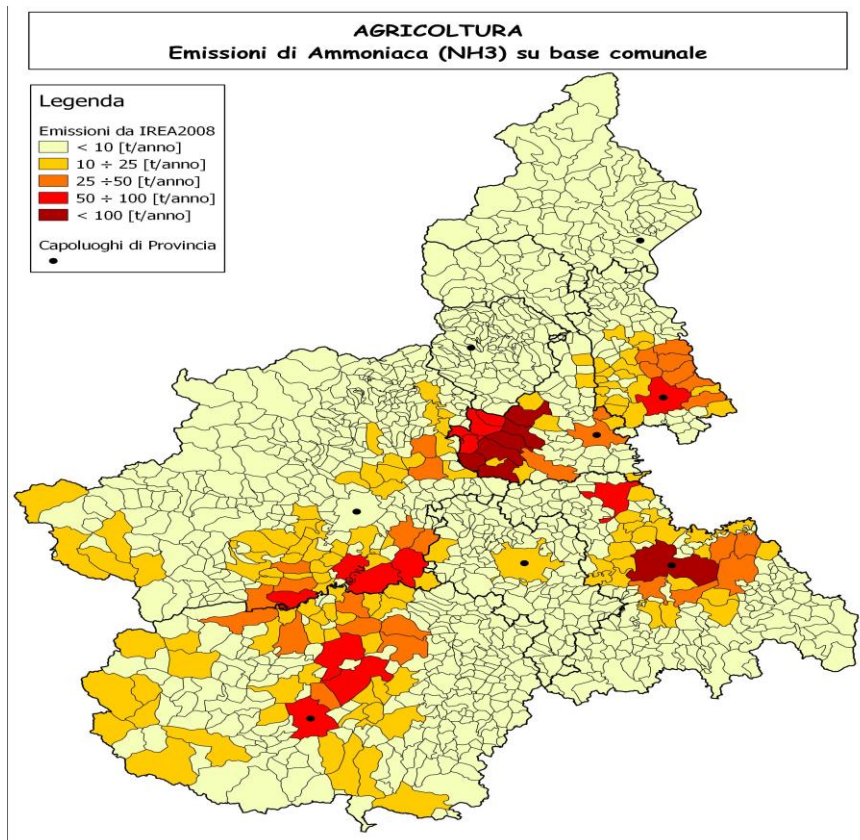 AGRICOLTURA
Emissioni di Ammoniaca (NH3) su base comunale
Legenda
Emissioni da IREA2008
< 10 [t/anno]
10 ÷ 25 [t/anno]
25 ÷50 [t/anno]
50 ÷ 100 [t/anno]
< 100 [t/anno]
Capoluoghi di Provincia